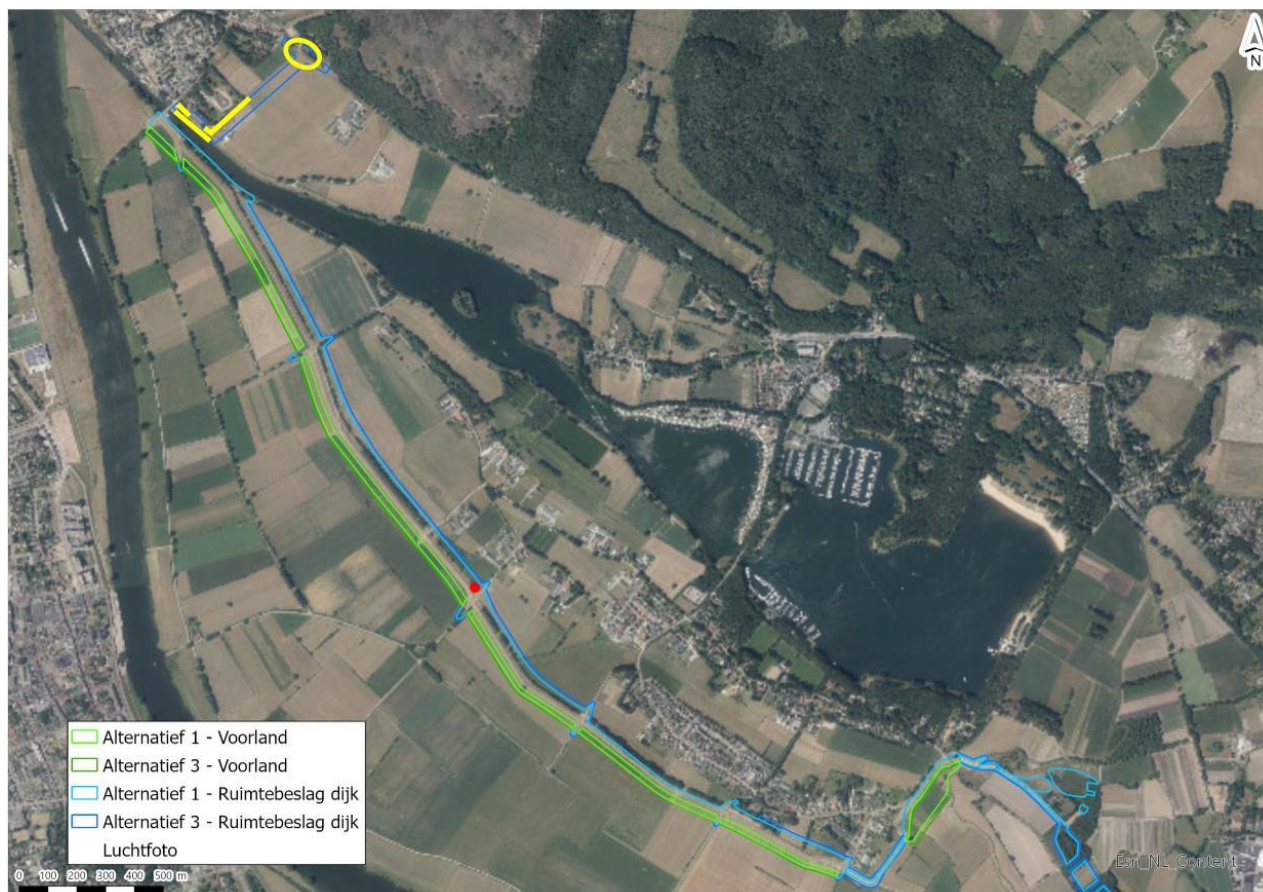 N
Alternatief 1 - Voorland
Alternatief 3 - Voorland
Alternatief 1 - Ruimtebeslag dijk
Alternatief 3 - Ruimtebeslag dijk
Luchtfoto
0 100 200 300 400 500 m
Esri_NL_Content